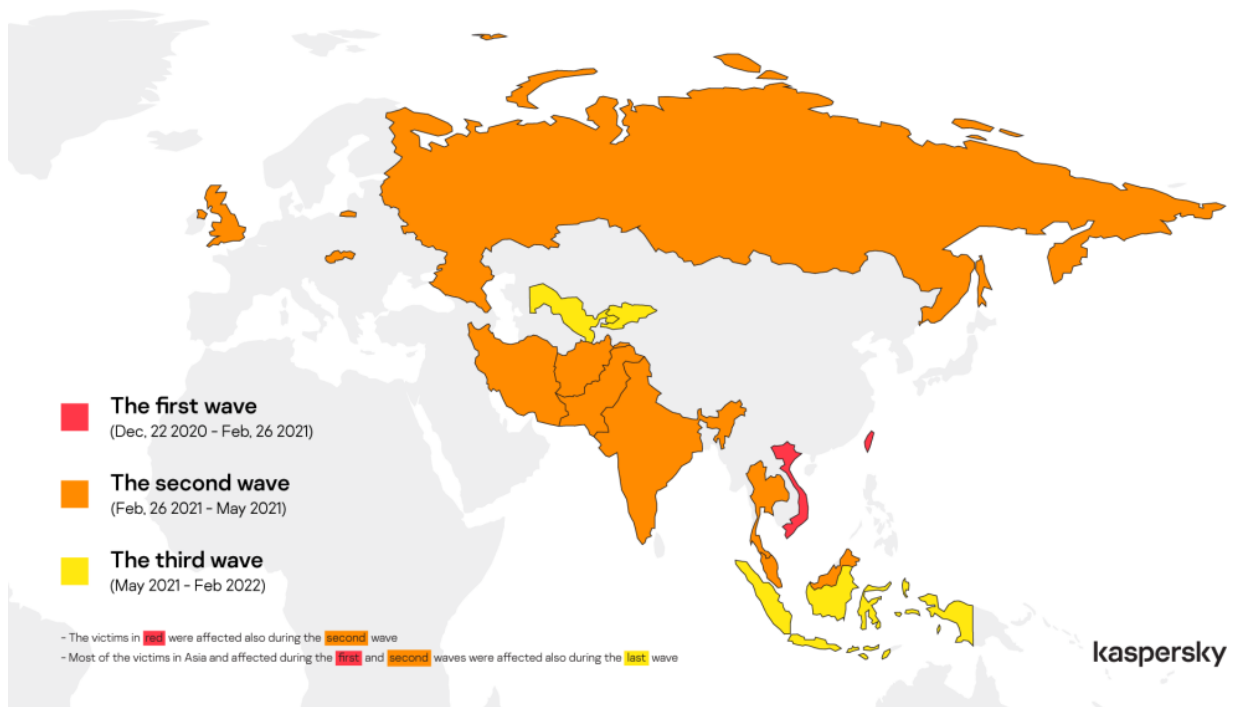 The first wave
(Dec, 22 2020 - Feb, 26 2021)
The second wave
(Feb, 26 2021 - May 2021)
The third wave
(May 2021 - Feb 2022)
- The victims in red were affected also during the second wave
- Most of the victims in Asia and affected during the first and second waves were affected also during the last wave
kaspersky